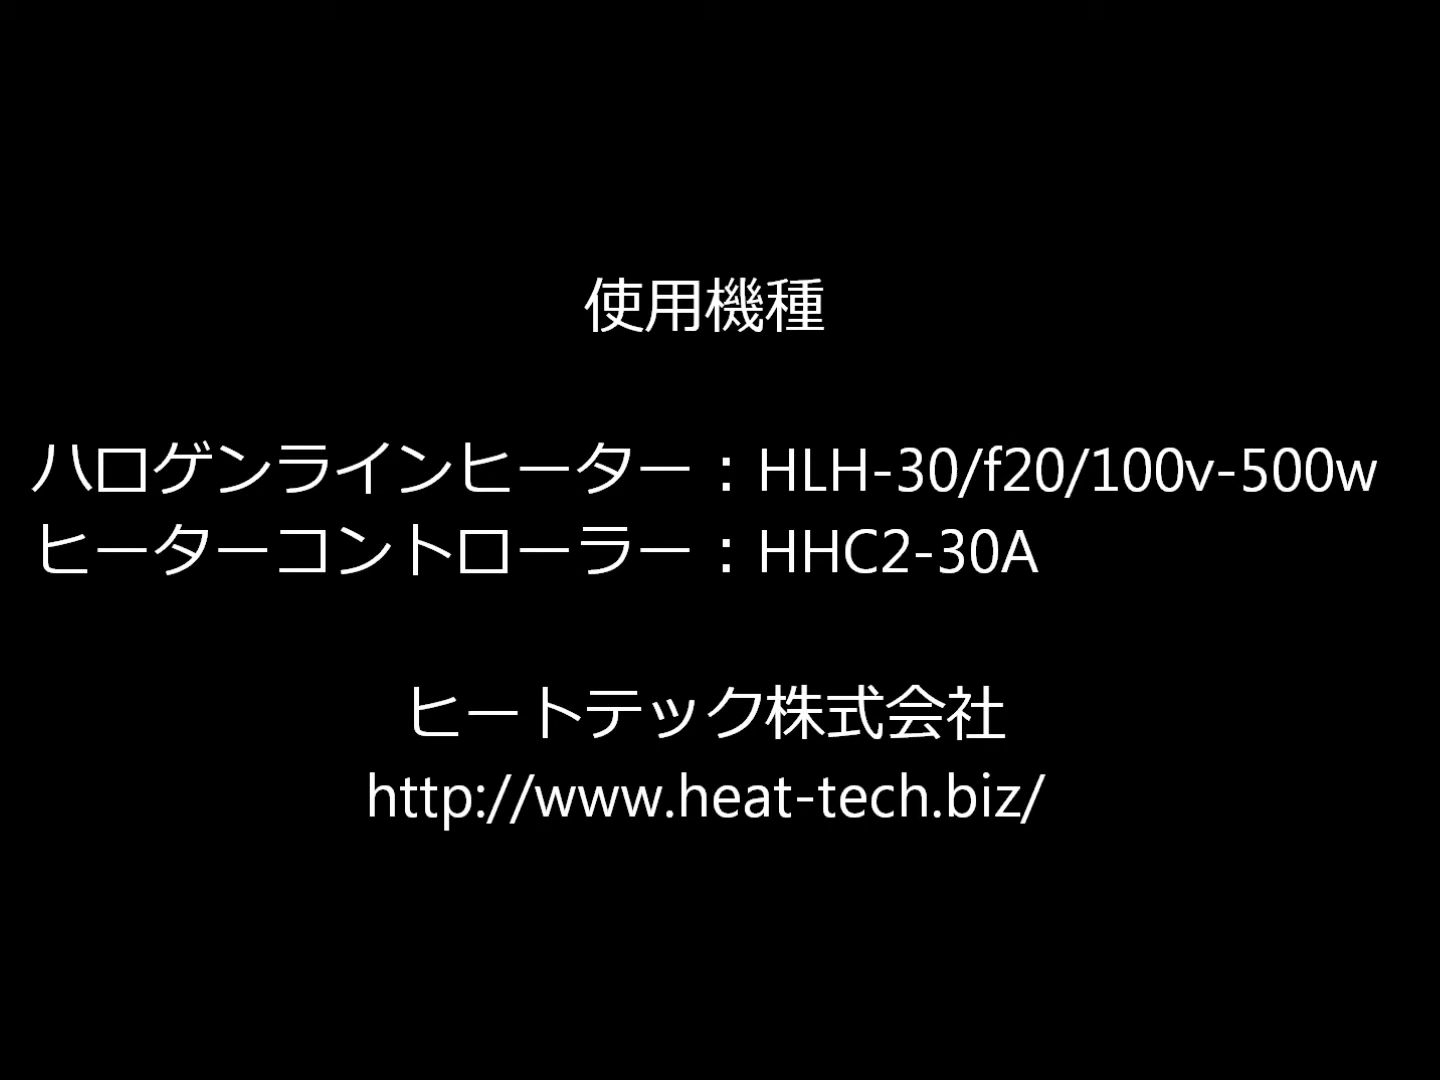 使用機種
ハロゲンラインヒーター：HLH-30/f20/100v-500w
ヒーターコントローラー：HHC2-30A
ヒートテック株式会社
http://www.heat-tech.biz/